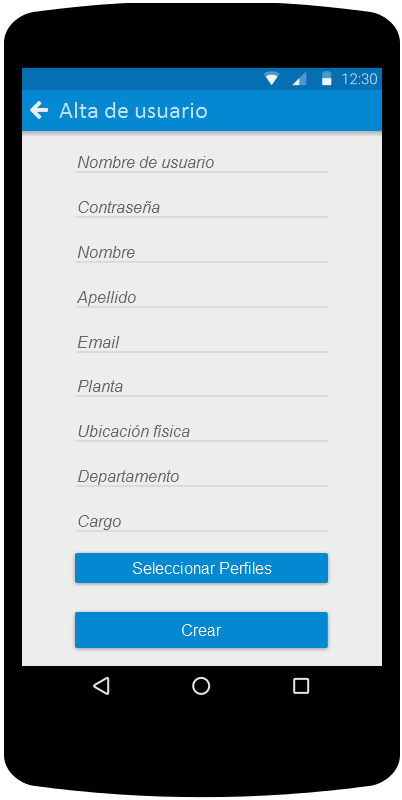 12:30
Alta de usuario
Nombre de usuario
Contraseña
Nombre
Apellido
Email
Planta
Ubicación física
Departamento
Cargo
Seleccionar Perfiles
Crear